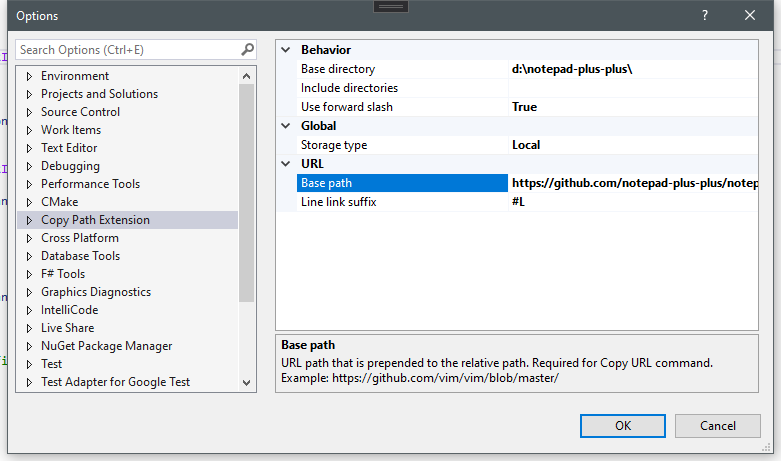 Options
?
Search Options (Ctrl+E)
Environment
Projects and Solutions
Source Control
Work Items
Text Editor
Debugging
Performance Tools
CMake
Copy Path Extension
Cross Platform
Database Tools
F# Tools
Graphics Diagnostics
IntelliCode
Live Share
NuGet Package Manager
Test
Test Adapter for Google Test
Behavior
Base directory d:\notepad-plus-plus\
Include directories
Use forward slash True
Global
Storage type Local
URL
Base path https://github.com/notepad-plus-plus/notep
Line link suffix #L
Base path
URL path that is prepended to the relative path. Required for Copy URL command.
Example: https://github.com/vim/vim/blob/master/
OK Cancel